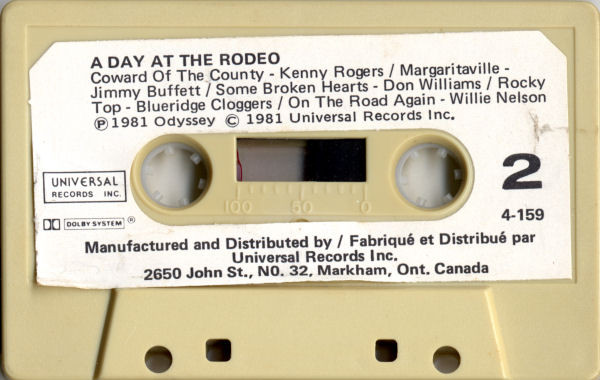 A DAY AT THE RODEO
Coward Of The County - Kenny Rogers / Margaritaville -
Jimmy Buffett / Some Broken Hearts - Don Williams / Rocky
Top - Blueridge Cloggers / On The Road Again - Willie Nelson
Ⓟ 1981 Odyssey © 1981 Universal Records Inc.
UNIVERSAL
RECORDS INC.
DOLBY SYSTEM ®
100 50 0
2
4-159
Manufactured and Distributed by / Fabriqué et Distribué par
Universal Records Inc.
2650 John St., NO. 32, Markham, Ont. Canada